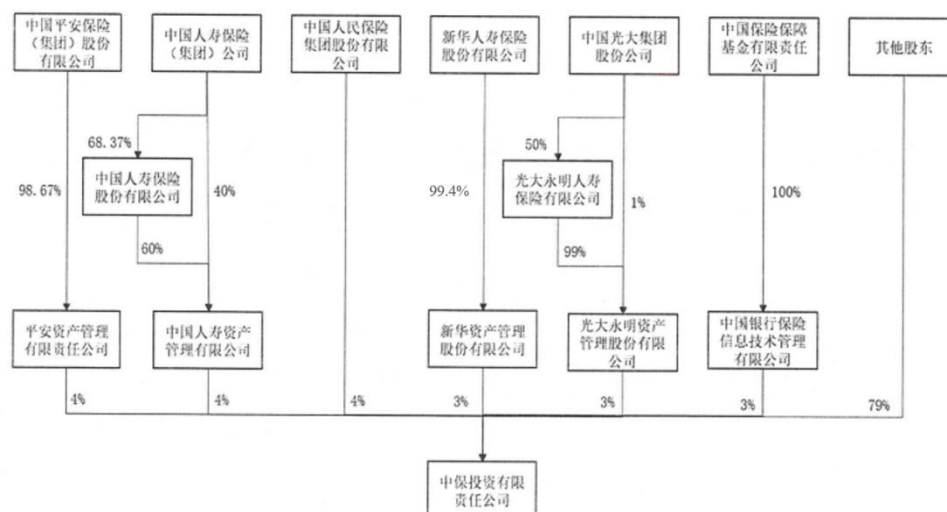 中国平安保险
（集团）股份
有限公司
中国人寿保险
（集团）公司
中国人民保险
集团股份有限
公司
新华人寿保险
股份有限公司
中国光大集团
股份公司
中国保险保障
基金有限责任
公司
其他股东
68.37%
50%
中国人寿保险
股份有限公司
光大永明人寿
保险有限公司
98.67%
40%
99.4%
1%
100%
60%
99%
平安资产管理
有限责任公司
中国人寿资产
管理有限公司
新华资产管理
股份有限公司
光大永明资产
管理股份有限
公司
中国银行保险
信息技术管理
有限公司
4%
4%
4%
3%
3%
3%
79%
中保投资有限
责任公司